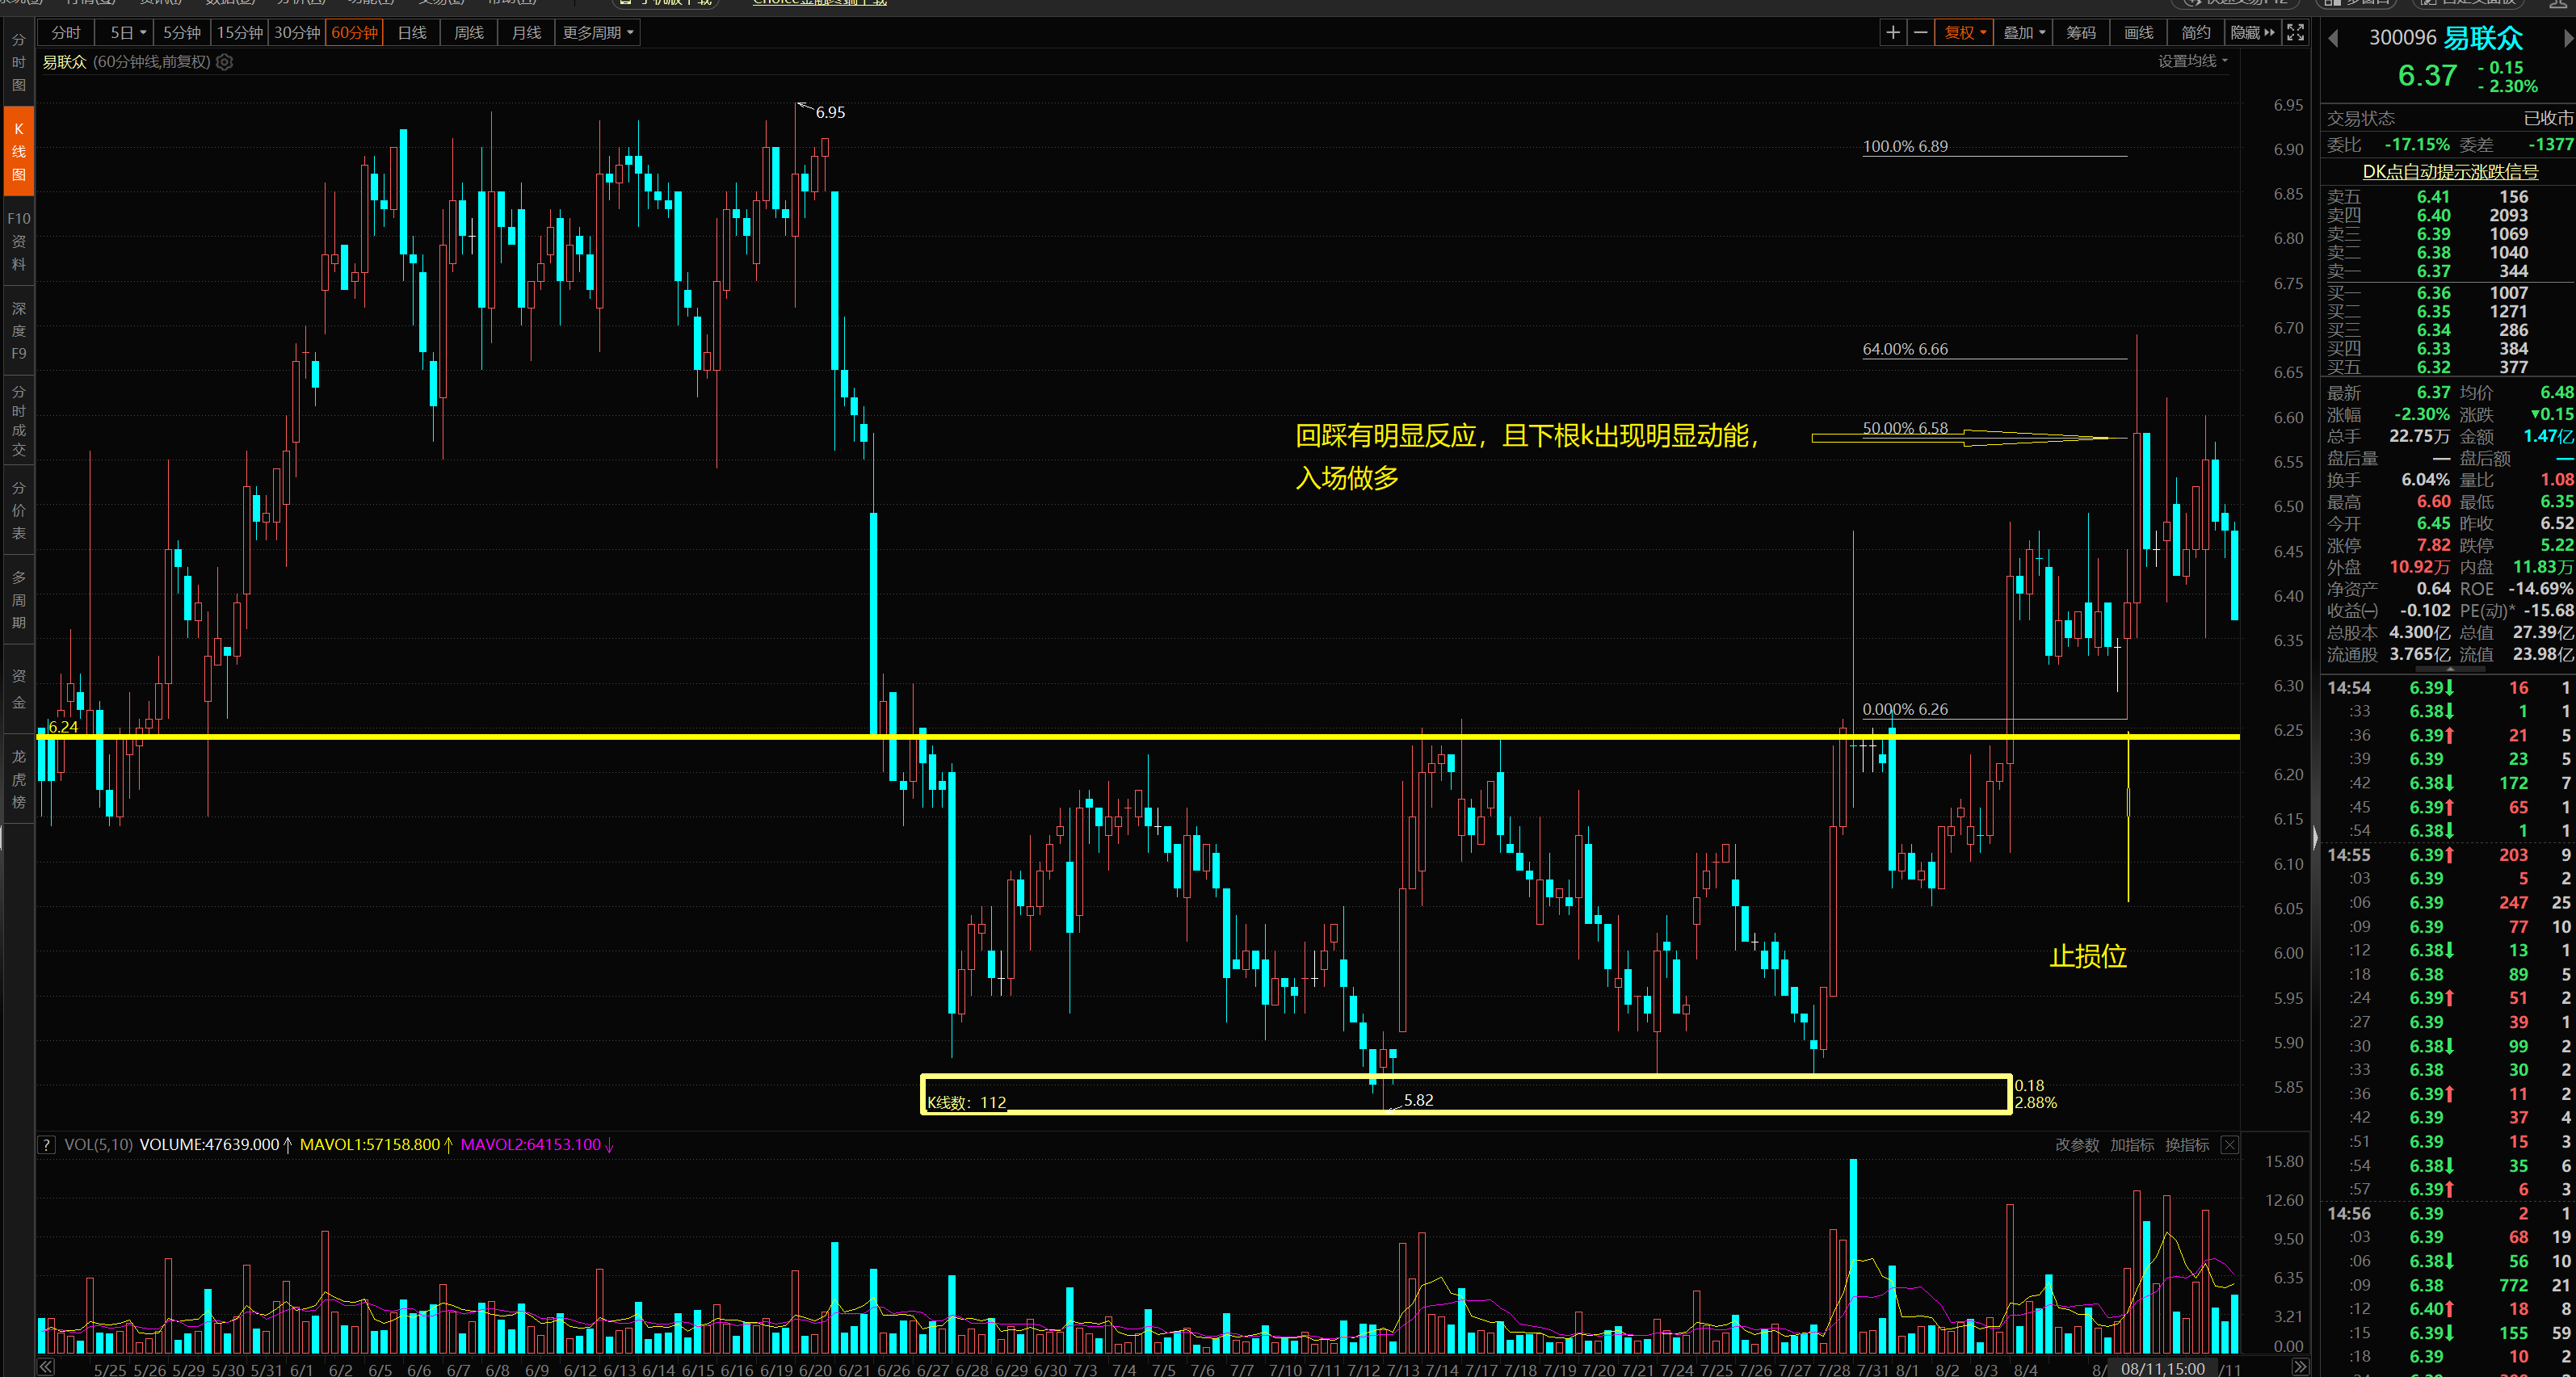 手机版下载
Choice金融终端下载
分时 5日 5分钟 15分钟 30分钟 60分钟 日线 周线 月线 更多周期
复权 叠加 筹码 画线 简约 隐藏
易联众 (60分钟线,前复权)
设置均线
分时图
K线图
F10资料
深度F9
分时成交
分价表
多周期
资金
龙虎榜
6.95
6.95
6.90
6.85
6.80
6.75
6.70
6.65
6.60
6.55
6.50
6.45
6.40
6.35
6.30
6.25
6.20
6.15
6.10
6.05
6.00
5.95
5.90
5.85
100.0% 6.89
64.00% 6.66
50.00% 6.58
0.000% 6.26
回踩有明显反应，且下根k出现明显动能，
入场做多
6.24
止损位
K线数：112
5.82
0.18
2.88%
? VOL(5,10) VOLUME:47639.000↑ MAVOL1:57158.800↑ MAVOL2:64153.100↓
改参数 加指标 换指标
15.80
12.60
9.50
6.35
3.21
0.00
5/25 5/26 5/29 5/30 5/31 6/1 6/2 6/5 6/6 6/7 6/8 6/9 6/12 6/13 6/14 6/15 6/16 6/19 6/20 6/21 6/26 6/27 6/28 6/29 6/30 7/3 7/4 7/5 7/6 7/7 7/10 7/11 7/12 7/13 7/14 7/17 7/18 7/19 7/20 7/21 7/24 7/25 7/26 7/27 7/28 7/31 8/1 8/2 8/3 8/4 8/ 08/11,15:00 /11
300096 易联众
6.37 -0.15
-2.30%
交易状态 已收市
委比 -17.15% 委差 -1377
DK点自动提示涨跌信号
卖五 6.41 156
卖四 6.40 2093
卖三 6.39 1069
卖二 6.38 1040
卖一 6.37 344
买一 6.36 1007
买二 6.35 1271
买三 6.34 286
买四 6.33 384
买五 6.32 377
最新 6.37 均价 6.48
涨幅 -2.30% 涨跌 ▼0.15
总手 22.75万 金额 1.47亿
盘后量 — 盘后额 —
换手 6.04% 量比 1.08
最高 6.60 最低 6.35
今开 6.45 昨收 6.52
涨停 7.82 跌停 5.22
外盘 10.92万 内盘 11.83万
净资产 0.64 ROE -14.69%
收益㈠ -0.102 PE(动)* -15.68
总股本 4.300亿 总值 27.39亿
流通股 3.765亿 流值 23.98亿
14:54 6.39↓ 16 1
:33 6.38↓ 1 1
:36 6.39↑ 21 5
:39 6.39 23 5
:42 6.38↓ 172 7
:45 6.39↑ 65 1
:54 6.38↓ 1 1
14:55 6.39↑ 203 9
:03 6.39 5 2
:06 6.39 247 25
:09 6.39 77 10
:12 6.38↓ 13 1
:18 6.38 89 5
:24 6.39↑ 51 2
:27 6.39 39 1
:30 6.38↓ 99 2
:33 6.38 30 2
:36 6.39↑ 11 2
:42 6.39 37 4
:51 6.39 15 3
:54 6.38↓ 35 6
:57 6.39↑ 6 3
14:56 6.39 2 1
:03 6.39 68 19
:06 6.38↓ 56 10
:09 6.38 772 21
:12 6.40↑ 18 8
:15 6.39↓ 155 59
:18 6.39 10 2